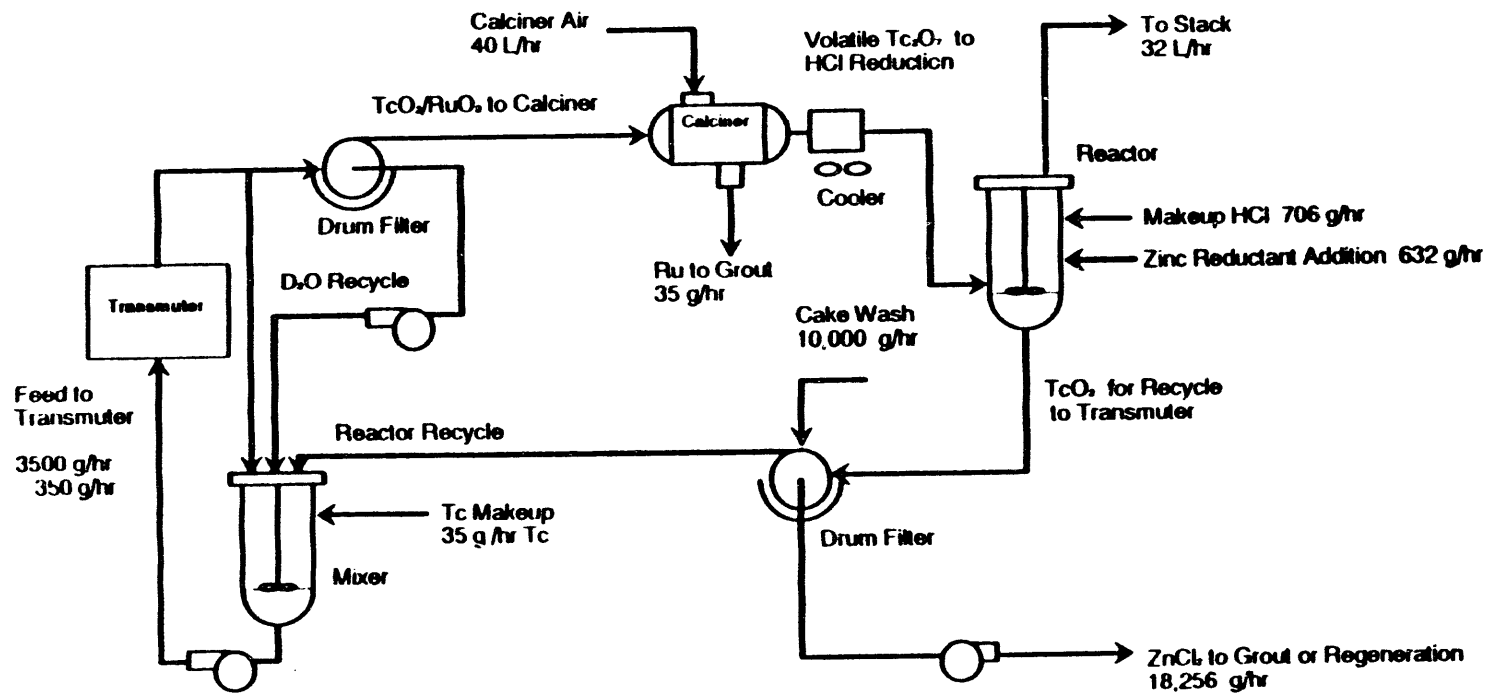 Calciner Air
40 L/hr
Volatile Tc₂O₇ to
HCl Reduction
To Stack
32 L/hr
TcO₂/RuO₂ to Calciner
Calciner
Reactor
Cooler
Drum Filter
Makeup HCl 706 g/hr
Zinc Reductant Addition 632 g/hr
Ru to Grout
35 g/hr
D₂O Recycle
Transmuter
Cake Wash
10,000 g/hr
Feed to
Transmuter
3500 g/hr
350 g/hr
TcO₂ for Recycle
to Transmuter
Reactor Recycle
Tc Makeup
35 g/hr Tc
Drum Filter
Mixer
ZnCl₂ to Grout or Regeneration
18,256 g/hr